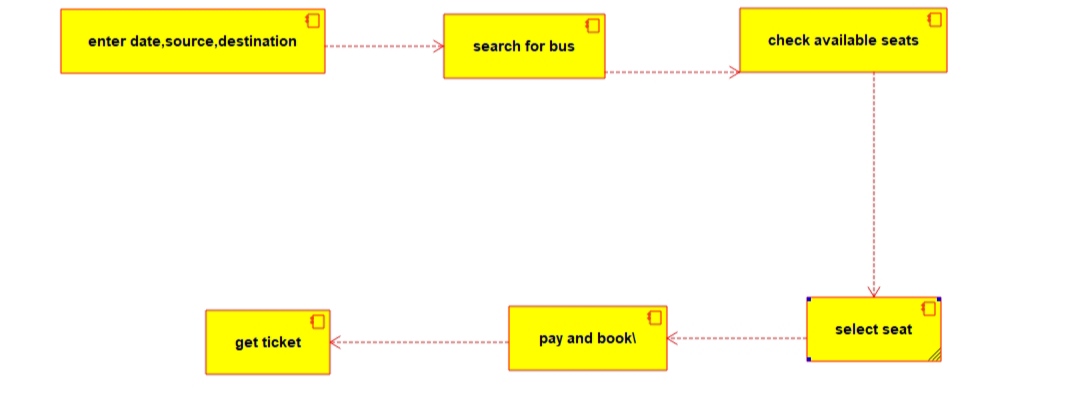 enter date,source,destination
search for bus
check available seats
select seat
pay and book\
get ticket